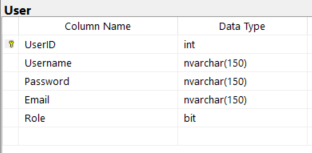 User
Column Name Data Type
UserID int
Username nvarchar(150)
Password nvarchar(150)
Email nvarchar(150)
Role bit